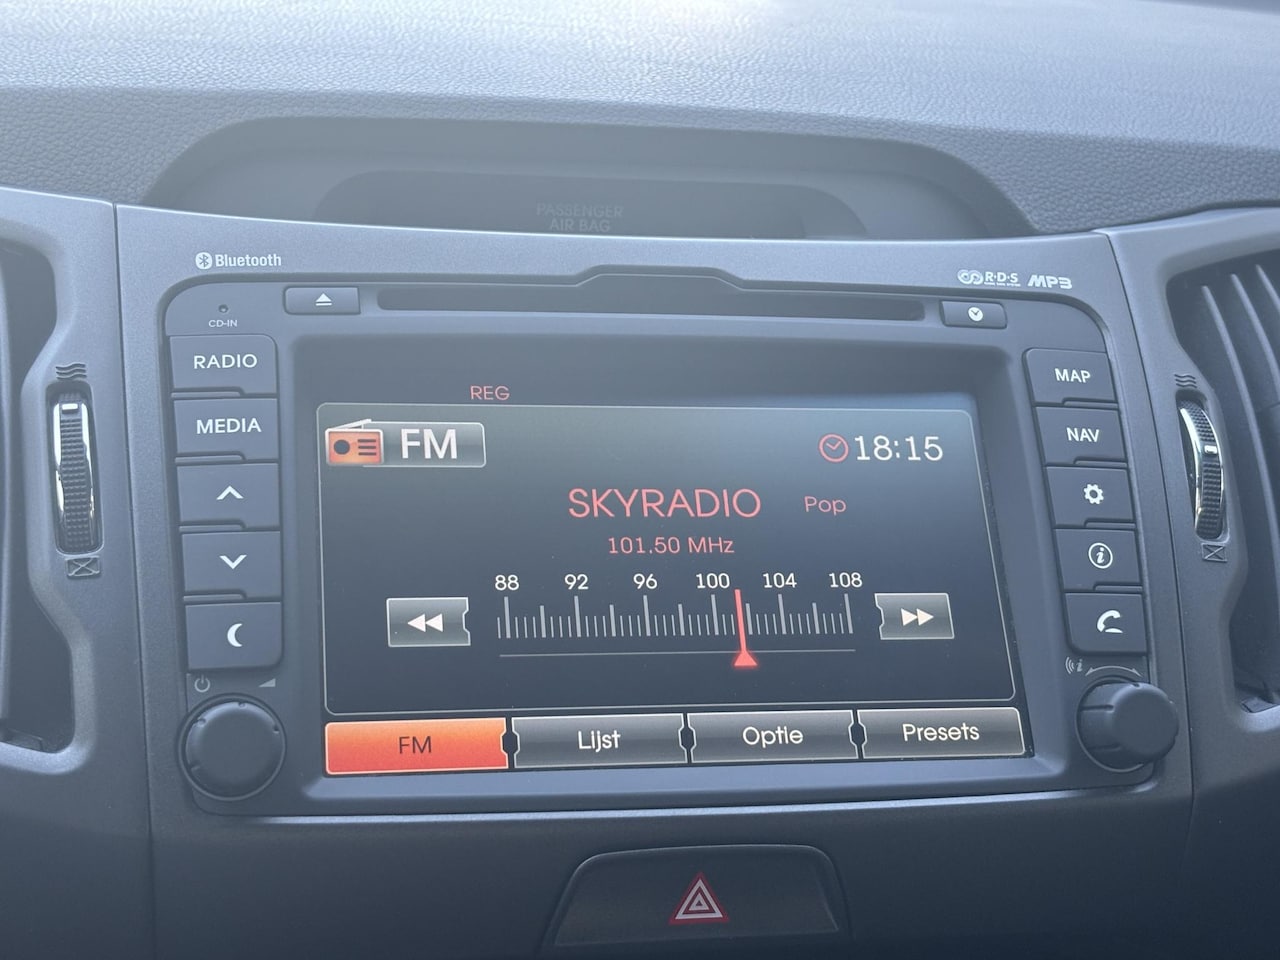 PASSENGER
AIR BAG
Bluetooth
R·D·S MP3
CD-IN
RADIO
MEDIA
MAP
NAV
REG
FM
18:15
SKYRADIO Pop
101.50 MHz
88 92 96 100 104 108
FM Lijst Optie Presets